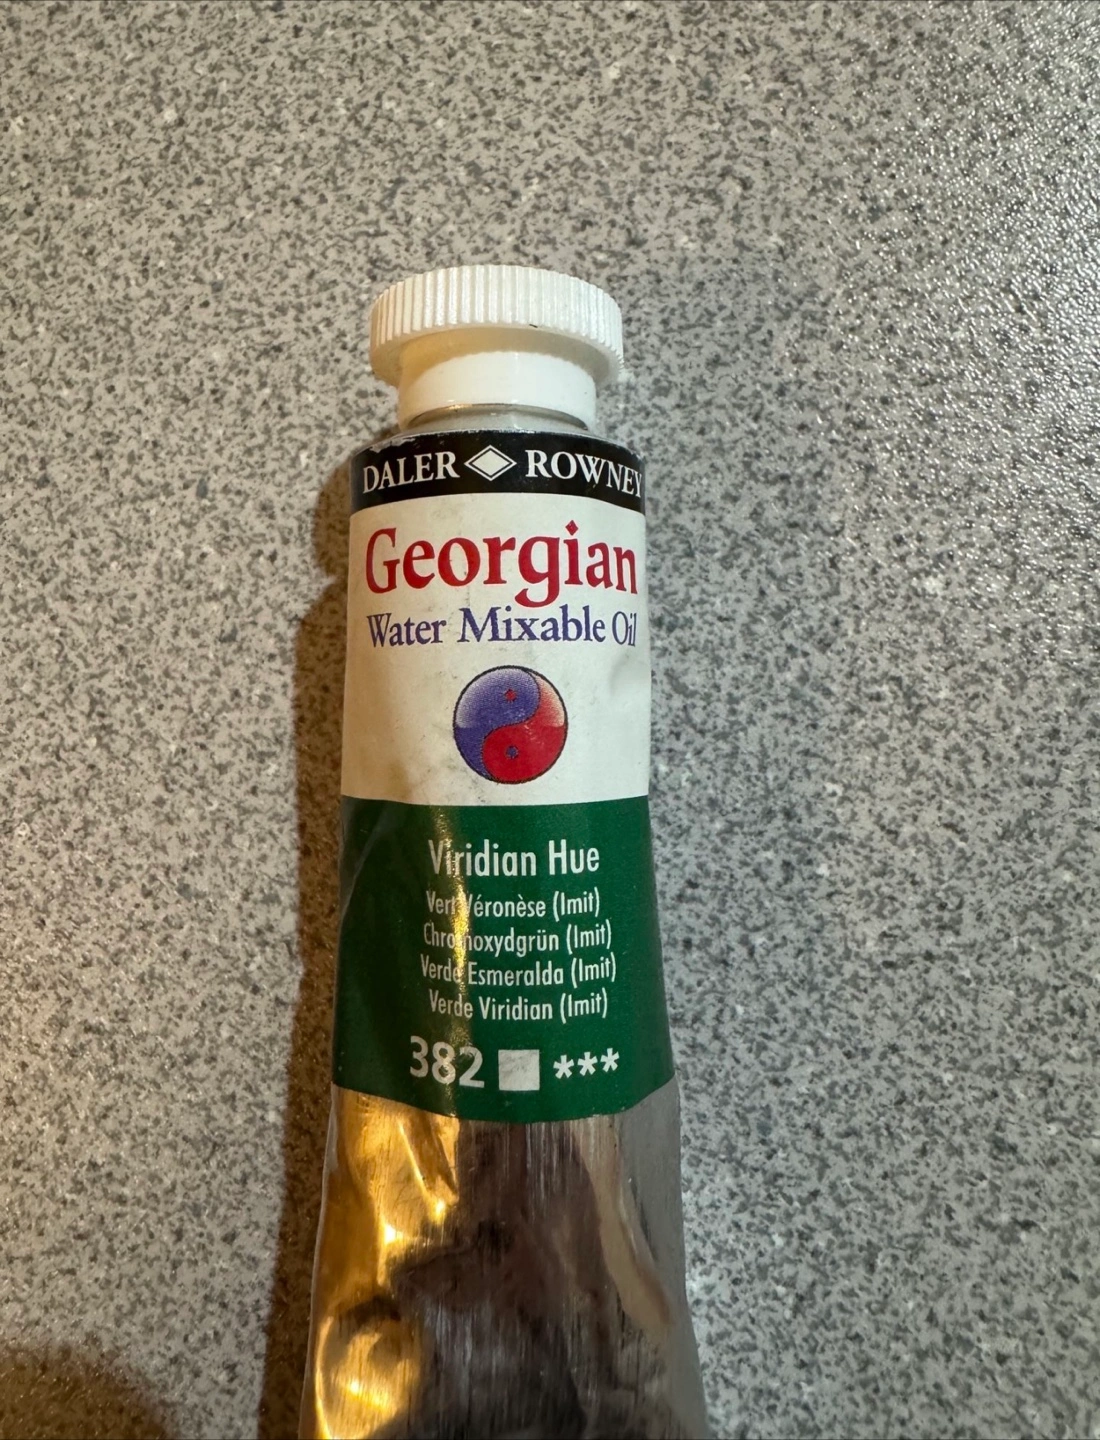 DALER ROWNEY
Georgian
Water Mixable Oil
Viridian Hue
Vert Véronèse (Imit)
Chromoxydgrün (Imit)
Verde Esmeralda (Imit)
Verde Viridian (Imit)
382 ***